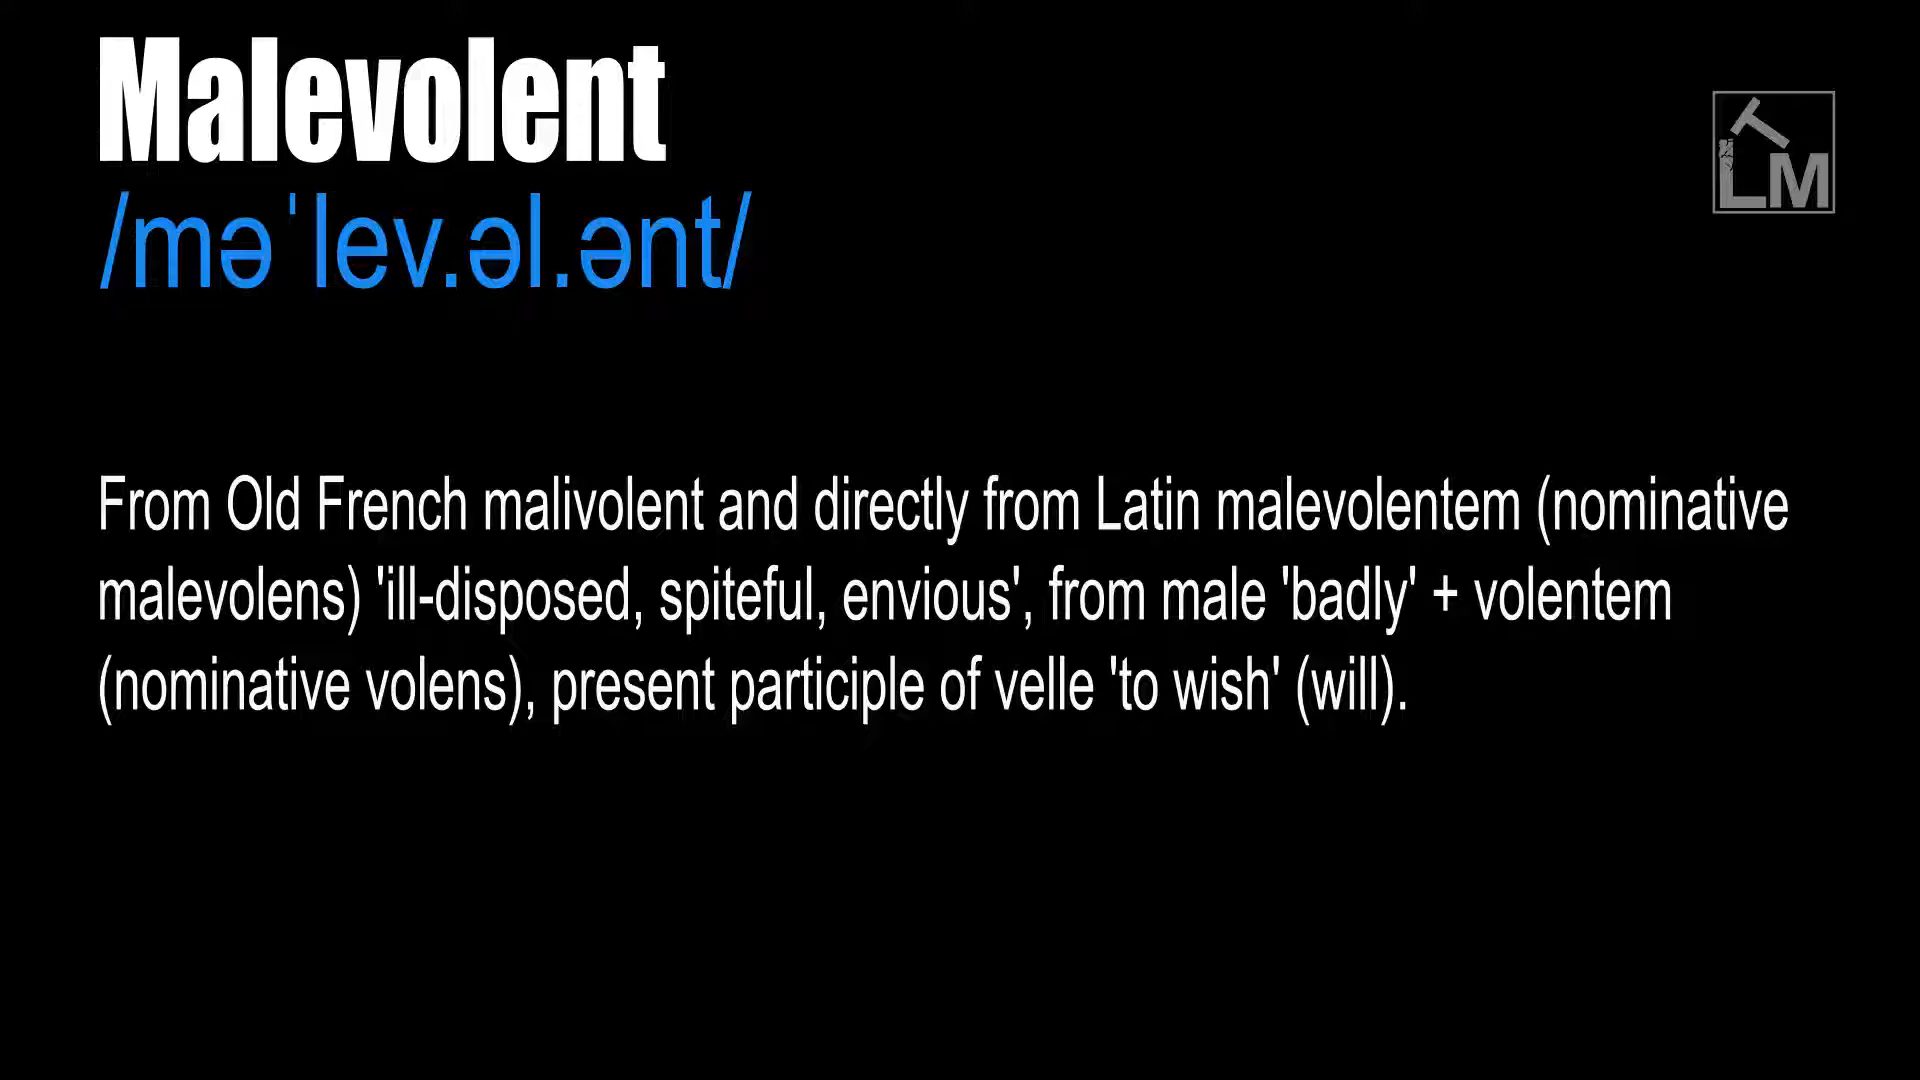 Malevolent
/məˈlev.əl.ənt/
LTM
From Old French malivolent and directly from Latin malevolentem (nominative
malevolens) 'ill-disposed, spiteful, envious', from male 'badly' + volentem
(nominative volens), present participle of velle 'to wish' (will).